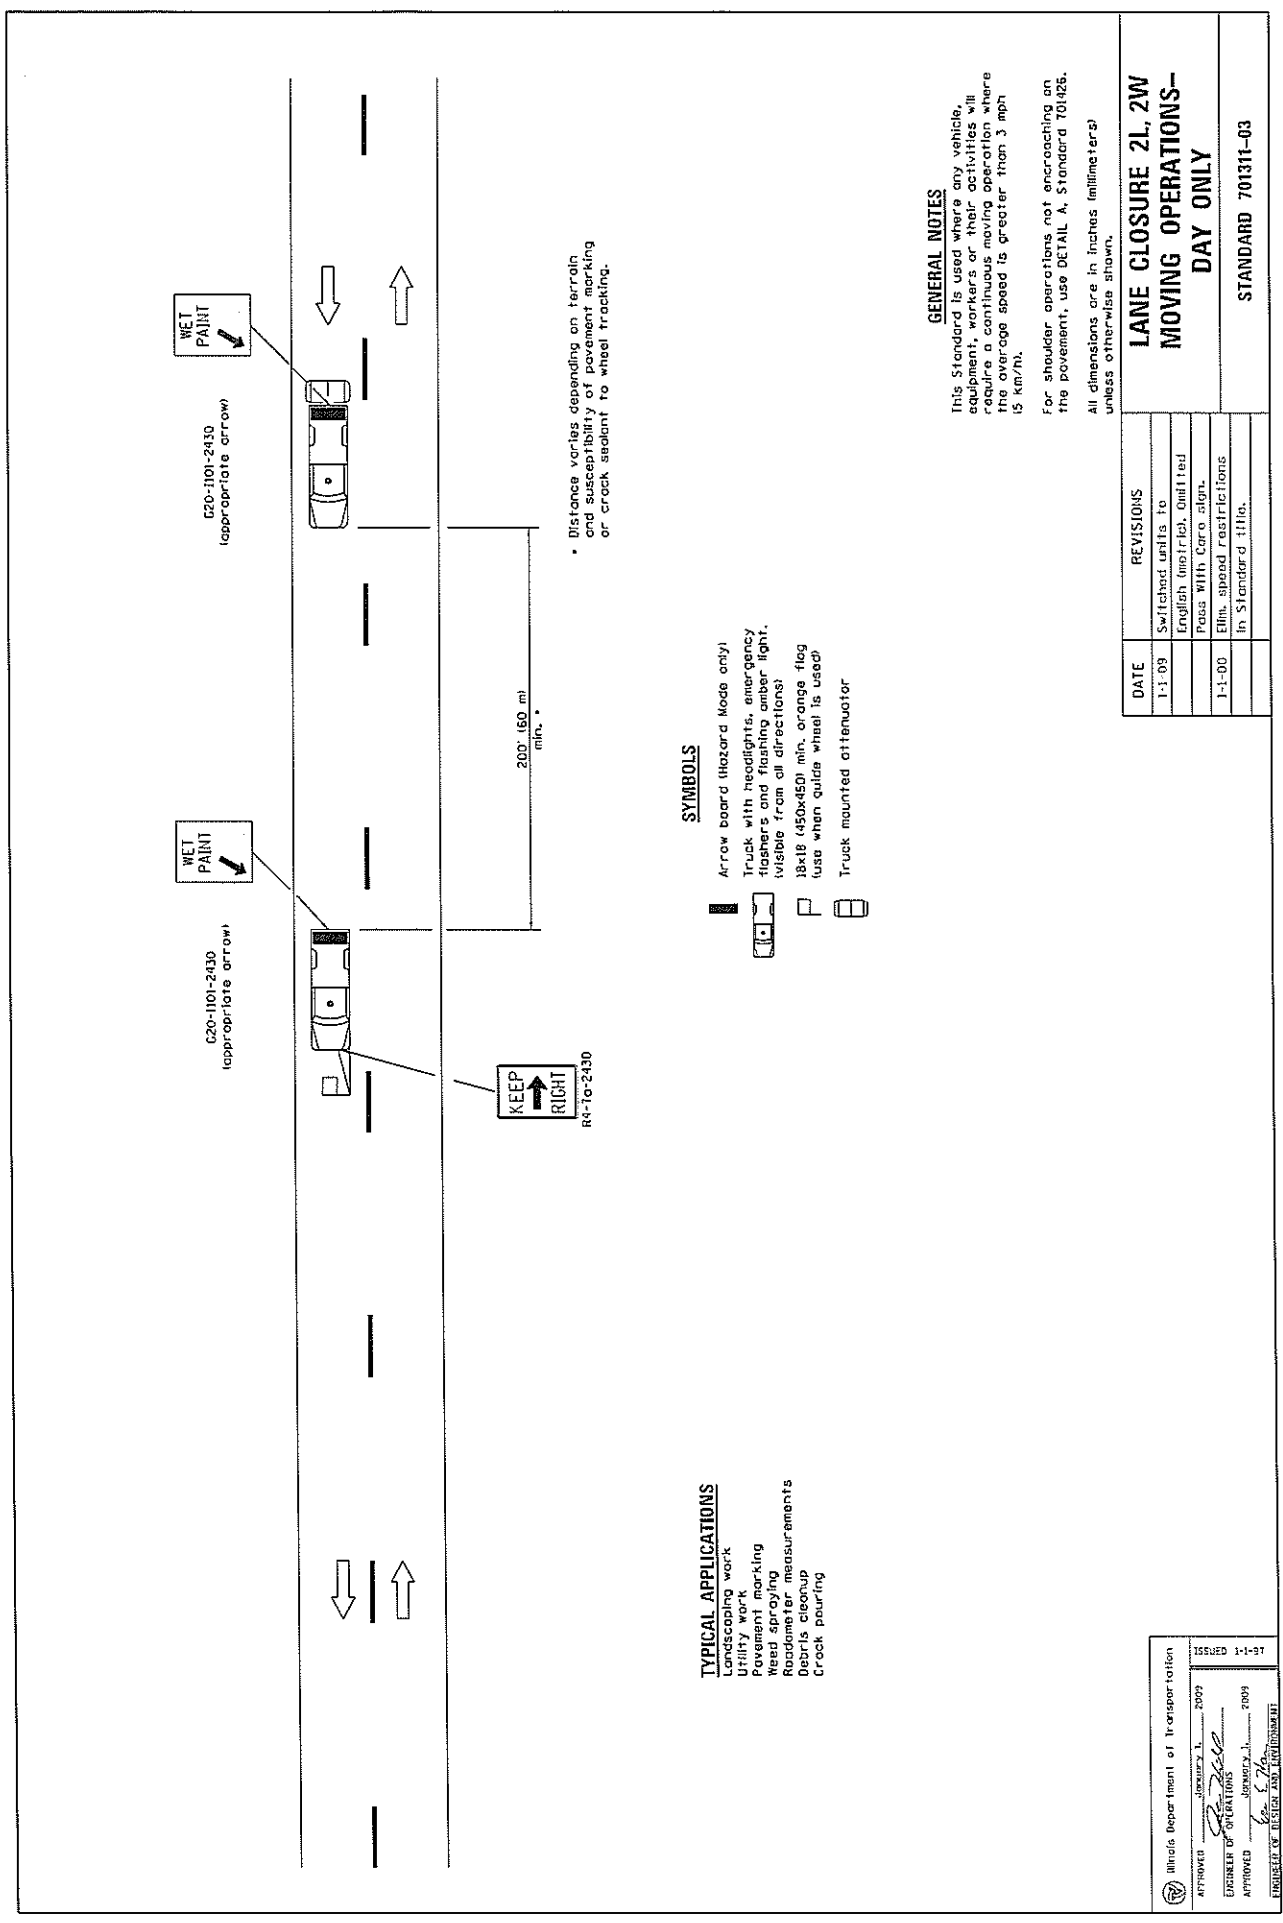 WET
PAINT
G20-I101-2430
(appropriate arrow)
WET
PAINT
G20-I101-2430
(appropriate arrow)
KEEP
RIGHT
R4-7a-2430
200' (60 m)
min. *
* Distance varies depending on terrain
and susceptibility of pavement marking
or crack sealant to wheel tracking.
TYPICAL APPLICATIONS
Landscaping work
Utility work
Pavement marking
Weed spraying
Roadometer measurements
Debris cleanup
Crack pouring
SYMBOLS
Arrow board (Hazard Mode only)
Truck with headlights, emergency
flashers and flashing amber light.
(visible from all directions)
18x18 (450x450) min. orange flag
(use when guide wheel is used)
Truck mounted attenuator
GENERAL NOTES
This Standard is used where any vehicle,
equipment, workers or their activities will
require a continuous moving operation where
the average speed is greater than 3 mph
(5 km/h).
For shoulder operations not encroaching on
the pavement, use DETAIL A, Standard 701426.
All dimensions are in inches (millimeters)
unless otherwise shown.
Illinois Department of Transportation
APPROVED January 1, 2009
ENGINEER OF OPERATIONS
APPROVED January 1, 2009
ENGINEER OF DESIGN AND ENVIRONMENT
ISSUED 1-1-97
DATE REVISIONS
1-1-09 Switched units to
English (metric). Omitted
Pass With Care sign.
1-1-00 Elim. speed restrictions
in Standard title.
LANE CLOSURE 2L, 2W
MOVING OPERATIONS–
DAY ONLY
STANDARD 701311–03